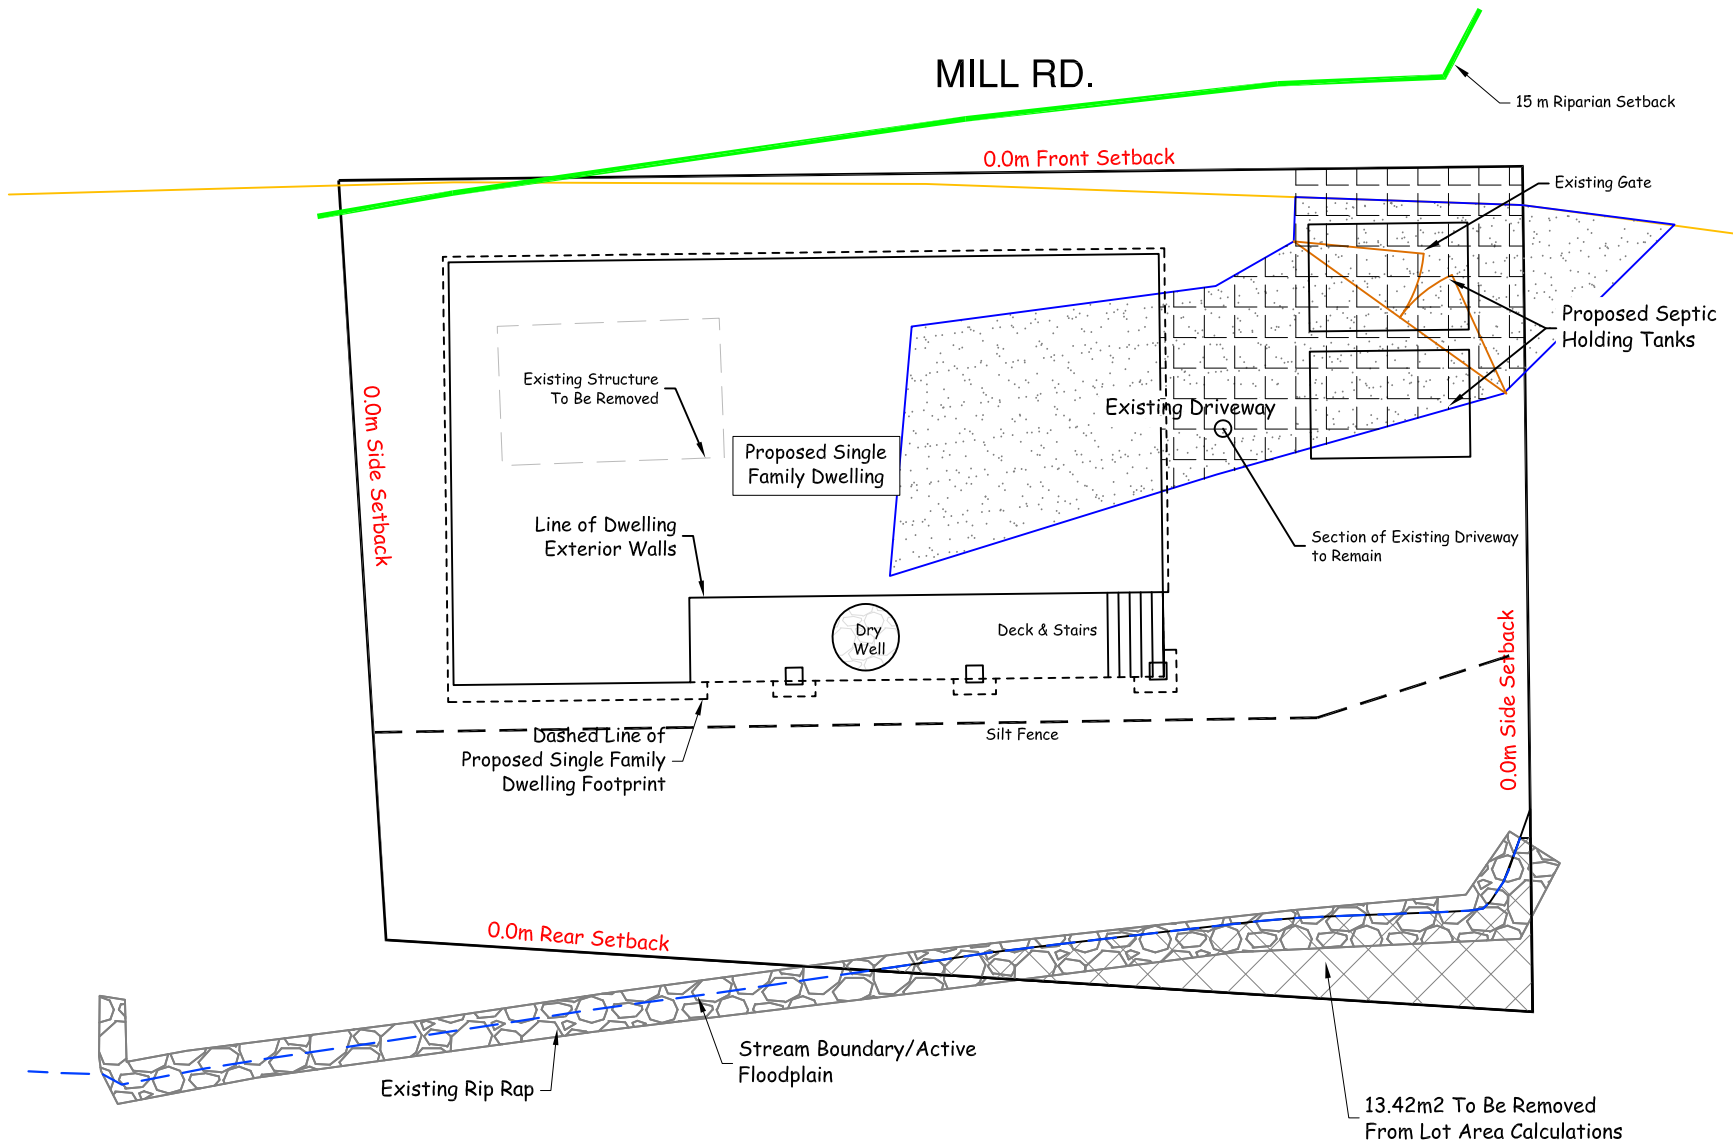 MILL RD.
15 m Riparian Setback
0.0m Front Setback
Existing Gate
Proposed Septic
Holding Tanks
Existing Structure
To Be Removed
0.0m Side Setback
Existing Driveway
Proposed Single
Family Dwelling
Line of Dwelling
Exterior Walls
Section of Existing Driveway
to Remain
Dry
Well
Deck & Stairs
0.0m Side Setback
Silt Fence
Dashed Line of
Proposed Single Family
Dwelling Footprint
0.0m Rear Setback
Stream Boundary/Active
Floodplain
Existing Rip Rap
13.42m2 To Be Removed
From Lot Area Calculations